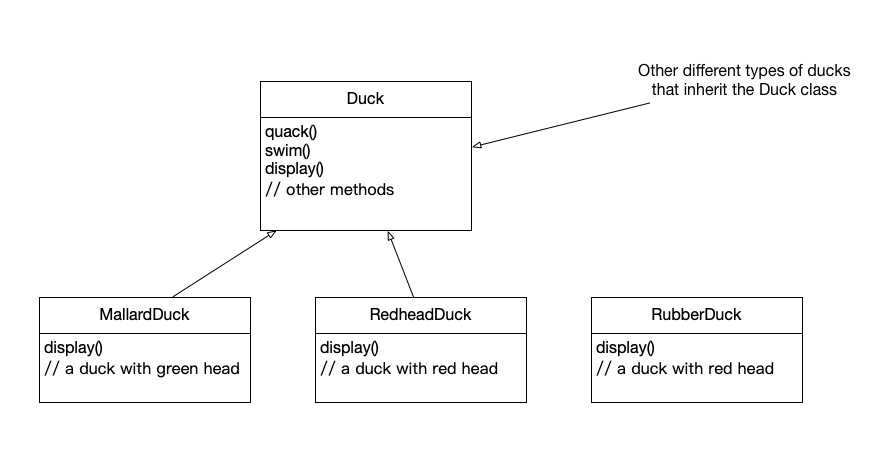 Other different types of ducks
that inherit the Duck class
Duck
quack()
swim()
display()
// other methods
MallardDuck
display()
// a duck with green head
RedheadDuck
display()
// a duck with red head
RubberDuck
display()
// a duck with red head